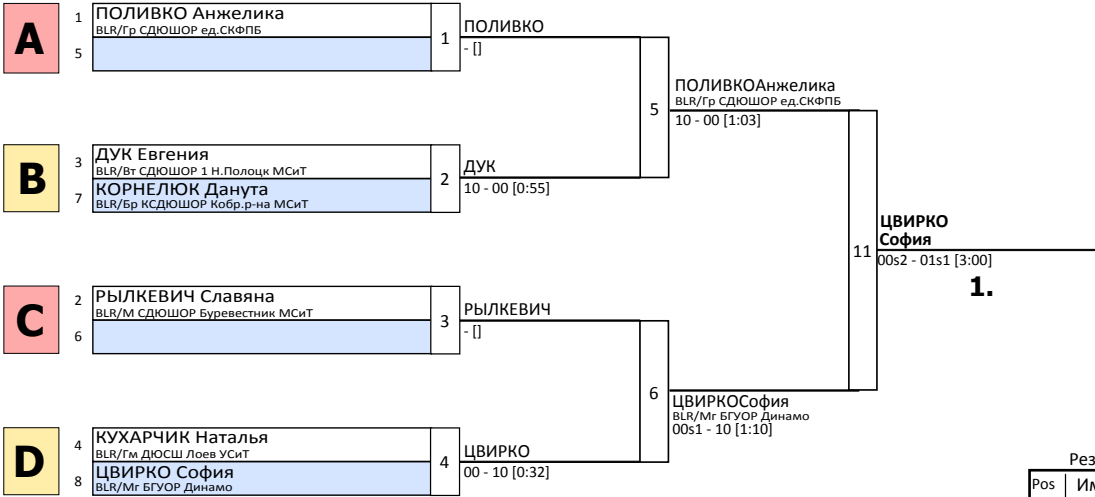 A
1
ПОЛИВКО Анжелика
BLR/Гр СДЮШОР ед.СКФПБ
5
1
ПОЛИВКО
- []
5
ПОЛИВКОАнжелика
BLR/Гр СДЮШОР ед.СКФПБ
10 - 00 [1:03]
B
3
ДУК Евгения
BLR/Вт СДЮШОР 1 Н.Полоцк МСиТ
7
КОРНЕЛЮК Данута
BLR/Бр КСДЮШОР Кобр.р-на МСиТ
2
ДУК
10 - 00 [0:55]
11
ЦВИРКО
София
00s2 - 01s1 [3:00]
1.
C
2
РЫЛКЕВИЧ Славяна
BLR/М СДЮШОР Буревестник МСиТ
6
3
РЫЛКЕВИЧ
- []
6
ЦВИРКОСофия
BLR/Мг БГУОР Динамо
00s1 - 10 [1:10]
D
4
КУХАРЧИК Наталья
BLR/Гм ДЮСШ Лоев УСиТ
8
ЦВИРКО София
BLR/Мг БГУОР Динамо
4
ЦВИРКО
00 - 10 [0:32]
Рез
Pos